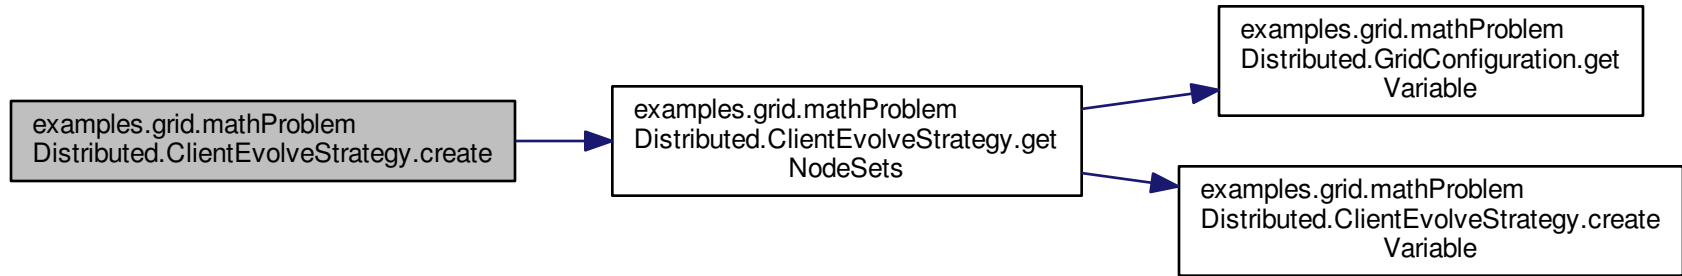 examples.grid.mathProblem
Distributed.ClientEvolveStrategy.create
examples.grid.mathProblem
Distributed.ClientEvolveStrategy.get
NodeSets
examples.grid.mathProblem
Distributed.GridConfiguration.get
Variable
examples.grid.mathProblem
Distributed.ClientEvolveStrategy.create
Variable